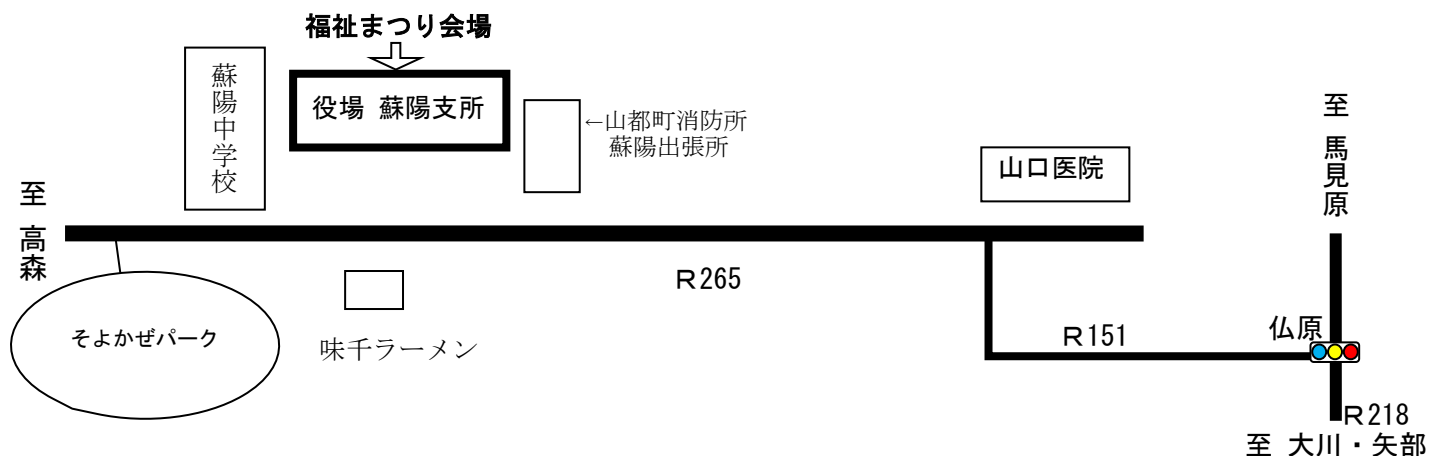 福祉まつり会場
蘇陽中学校
役場 蘇陽支所
←山都町消防所
蘇陽出張所
山口医院
至 馬見原
至 高森
R265
そよかぜパーク
味千ラーメン
R151
仏原
R218
至 大川・矢部